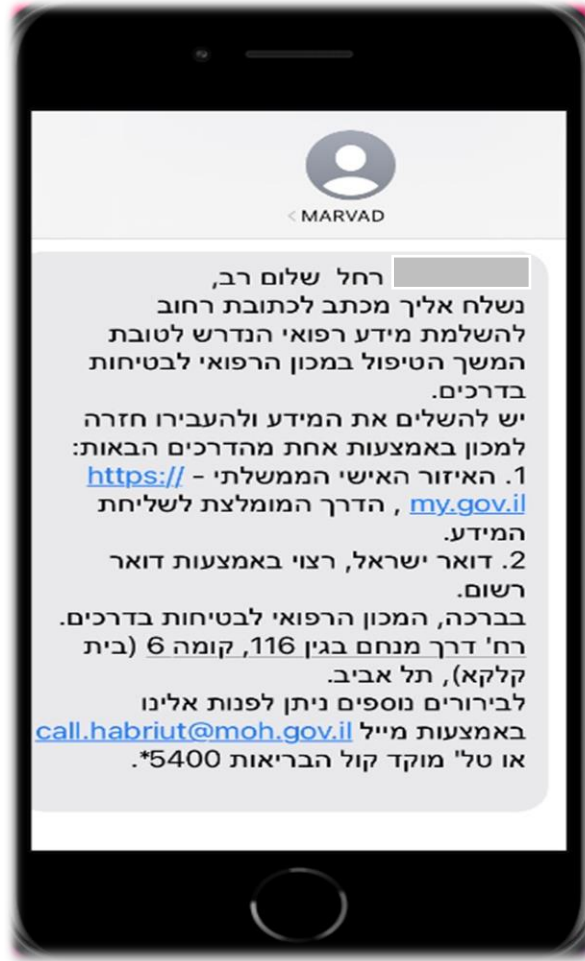 < MARVAD
רחל שלום רב,
נשלח אליך מכתב לכתובת רחוב
להשלמת מידע רפואי הנדרש לטובת
המשך הטיפול במכון הרפואי לבטיחות
בדרכים.
יש להשלים את המידע ולהעבירו חזרה
למכון באמצעות אחת מהדרכים הבאות:
1. האיזור האישי הממשלתי – https://
my.gov.il , הדרך המומלצת לשליחת
המידע.
2. דואר ישראל, רצוי באמצעות דואר
רשום.
בברכה, המכון הרפואי לבטיחות בדרכים.
רח' דרך מנחם בגין 116, קומה 6 (בית
קלקא), תל אביב.
לבירורים נוספים ניתן לפנות אלינו
באמצעות מייל call.habriut@moh.gov.il
או טל' מוקד קול הבריאות 5400*.